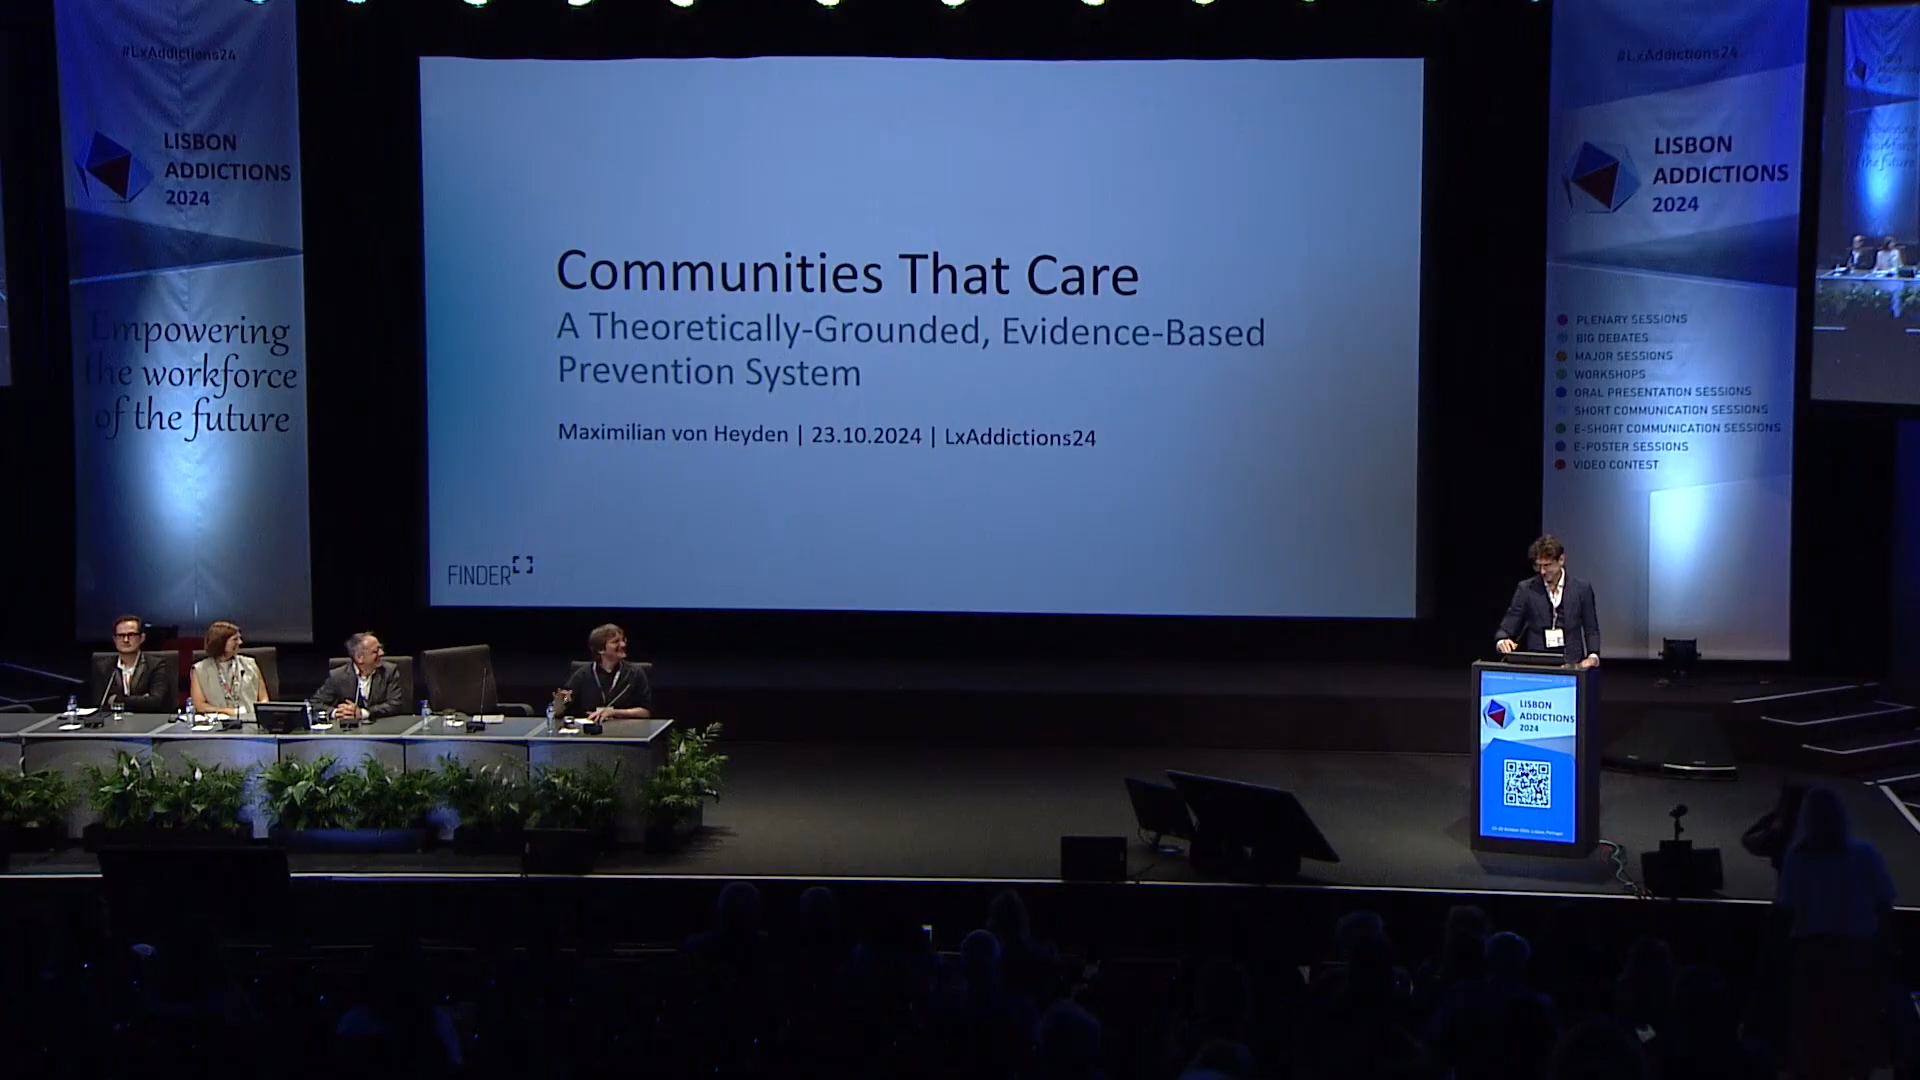 #LxAddictions24
LISBON
ADDICTIONS
2024
Empowering
the workforce
of the future
Communities That Care
A Theoretically-Grounded, Evidence-Based
Prevention System
Maximilian von Heyden | 23.10.2024 | LxAddictions24
FINDER
#LxAddictions24
LISBON
ADDICTIONS
2024
PLENARY SESSIONS
BIG DEBATES
MAJOR SESSIONS
WORKSHOPS
ORAL PRESENTATION SESSIONS
SHORT COMMUNICATION SESSIONS
E-SHORT COMMUNICATION SESSIONS
E-POSTER SESSIONS
VIDEO CONTEST
LISBON
ADDICTIONS
2024